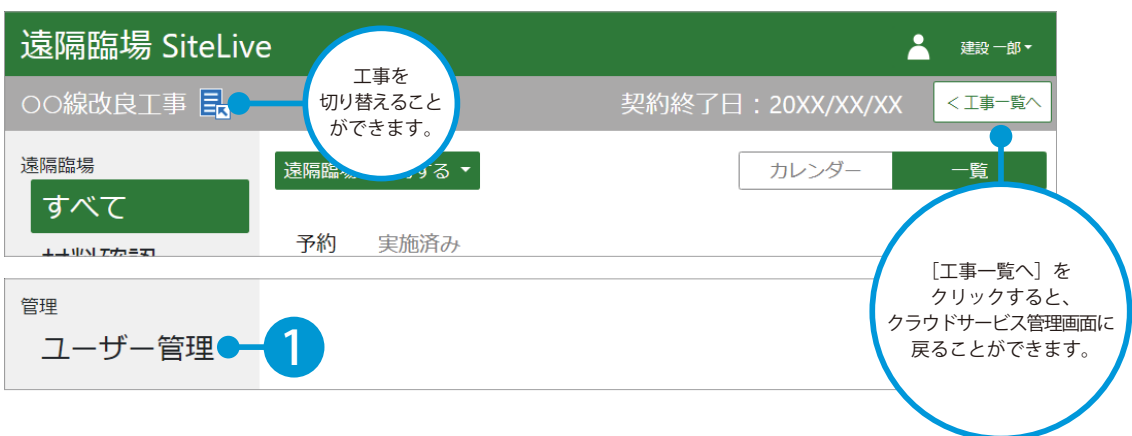 遠隔臨場 SiteLive
建設 一郎
工事を
切り替えること
ができます。
〇〇線改良工事
契約終了日：20XX/XX/XX
< 工事一覧へ
遠隔臨場
すべて
遠隔臨場
する
カレンダー
一覧
予約
実施済み
[工事一覧へ] を
クリックすると、
クラウドサービス管理画面に
戻ることができます。
管理
ユーザー管理
1